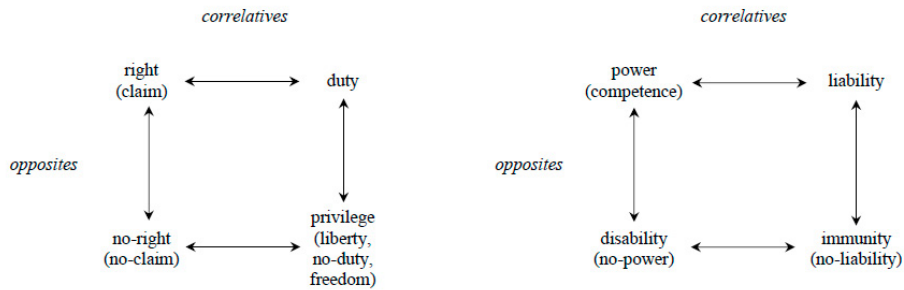 correlatives
right
(claim)
duty
opposites
no-right
(no-claim)
privilege
(liberty,
no-duty,
freedom)
correlatives
power
(competence)
liability
opposites
disability
(no-power)
immunity
(no-liability)